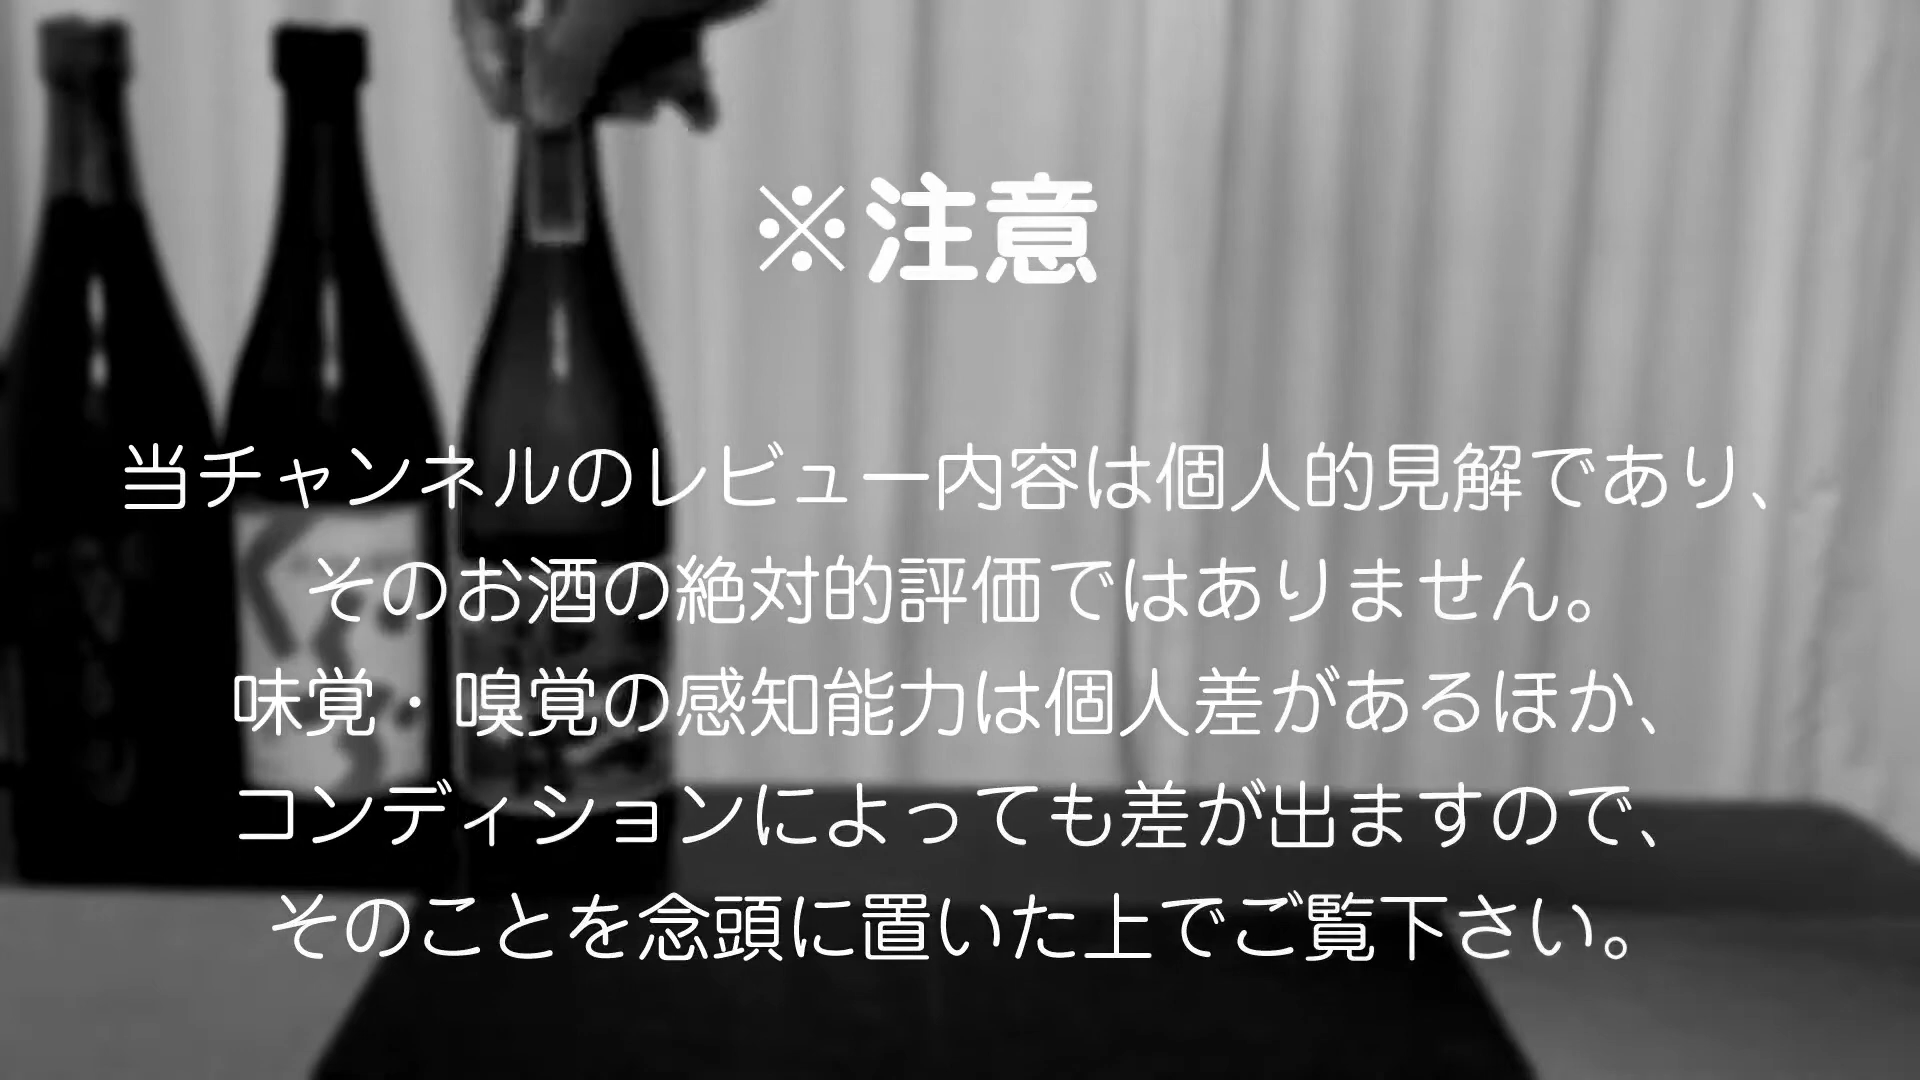 ※注意
当チャンネルのレビュー内容は個人的見解であり、
そのお酒の絶対的評価ではありません。
味覚・嗅覚の感知能力は個人差があるほか、
コンディションによっても差が出ますので、
そのことを念頭に置いた上でご覧下さい。